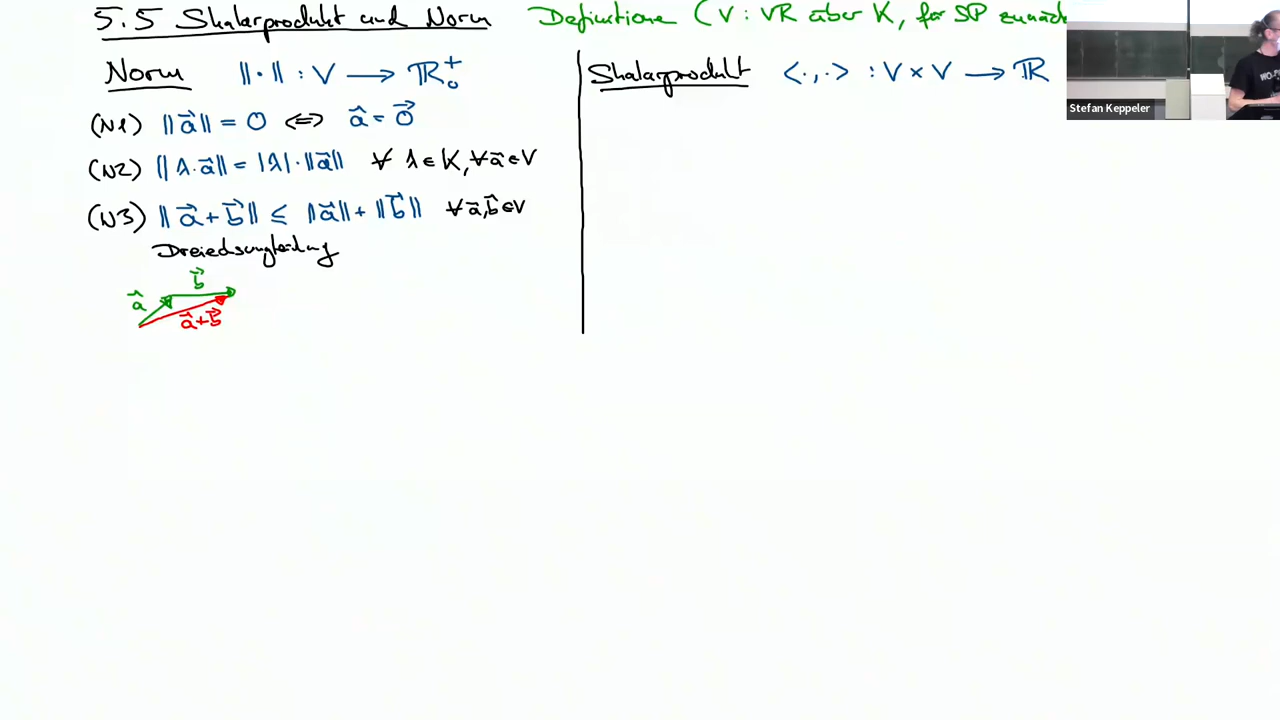 5.5 Skalarprodukt und Norm Definitionen (V : VR über K, für SP zunäc
Norm ‖·‖ : V → ℝ₀⁺
(N1) ‖a⃗‖ = 0 ⇔ a⃗ = 0⃗
(N2) ‖λ·a⃗‖ = |λ|·‖a⃗‖ ∀ λ ∈ K, ∀ a⃗ ∈ V
(N3) ‖a⃗ + b⃗‖ ≤ ‖a⃗‖ + ‖b⃗‖ ∀ a⃗, b⃗ ∈ V
Dreiecksungleichung
b⃗
a⃗
a⃗+b⃗
Skalarprodukt <·,·> : V × V → ℝ
Stefan Keppeler